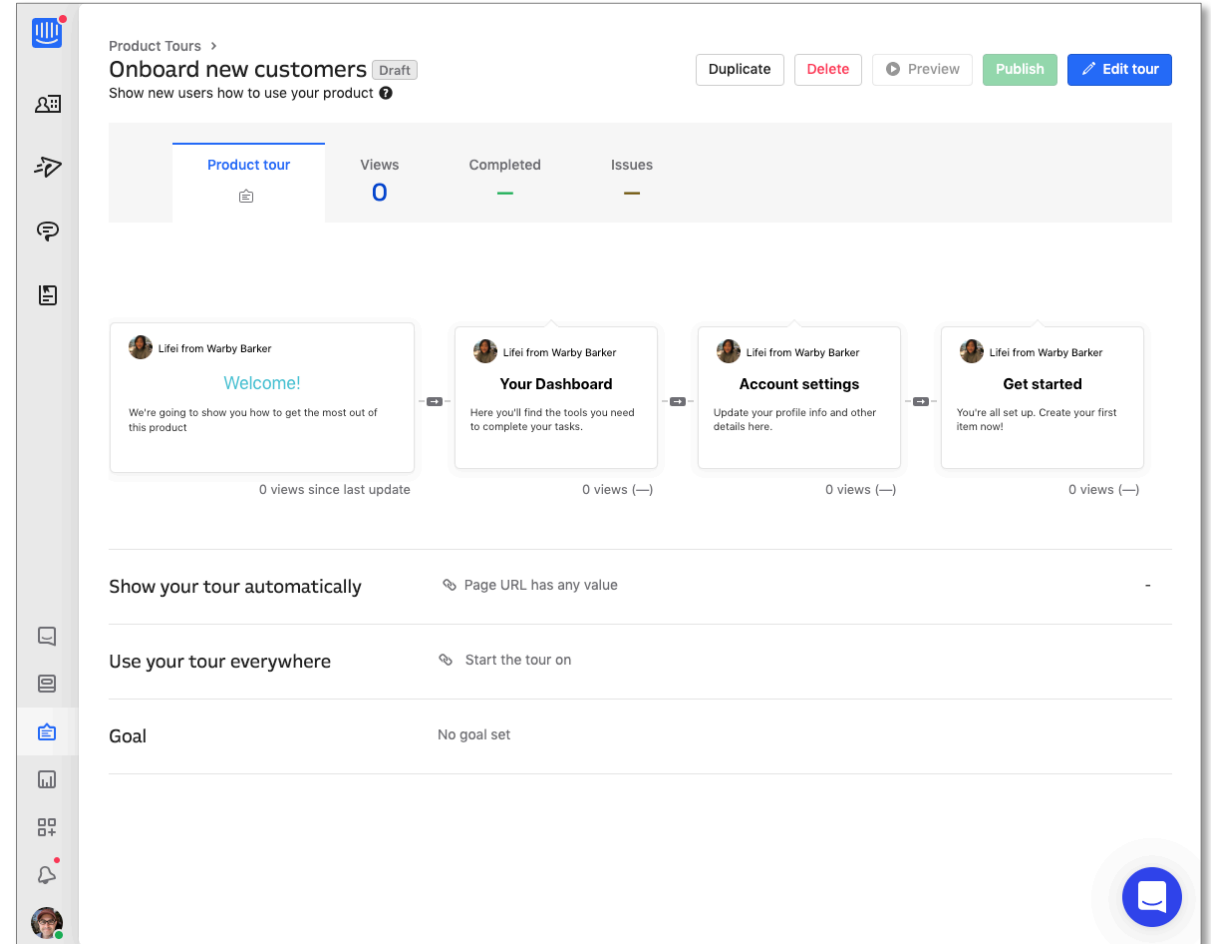 Product Tours >
Onboard new customers Draft
Show new users how to use your product ?
Duplicate
Delete
Preview
Publish
Edit tour
Product tour
Views
0
Completed
—
Issues
—
Lifei from Warby Barker
Welcome!
We're going to show you how to get the most out of
this product
0 views since last update
Lifei from Warby Barker
Your Dashboard
Here you'll find the tools you need
to complete your tasks.
0 views (—)
Lifei from Warby Barker
Account settings
Update your profile info and other
details here.
0 views (—)
Lifei from Warby Barker
Get started
You're all set up. Create your first
item now!
0 views (—)
Show your tour automatically
Page URL has any value
-
Use your tour everywhere
Start the tour on
Goal
No goal set